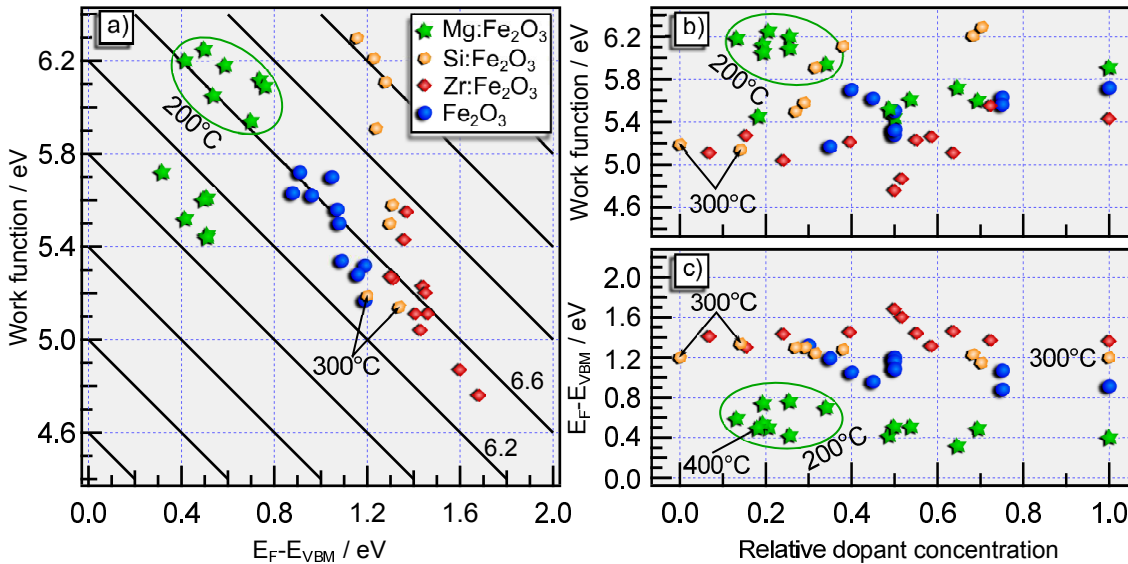 a)
Mg:Fe₂O₃
Si:Fe₂O₃
Zr:Fe₂O₃
Fe₂O₃
200°C
300°C
6.6
6.2
Work function / eV
6.2
5.8
5.4
5.0
4.6
0.0 0.4 0.8 1.2 1.6 2.0
E_F-E_VBM / eV
b)
200°C
300°C
Work function / eV
6.2
5.8
5.4
5.0
4.6
c)
300°C
300°C
400°C
200°C
E_F-E_VBM / eV
2.0
1.6
1.2
0.8
0.4
0.0
0.0 0.2 0.4 0.6 0.8 1.0
Relative dopant concentration